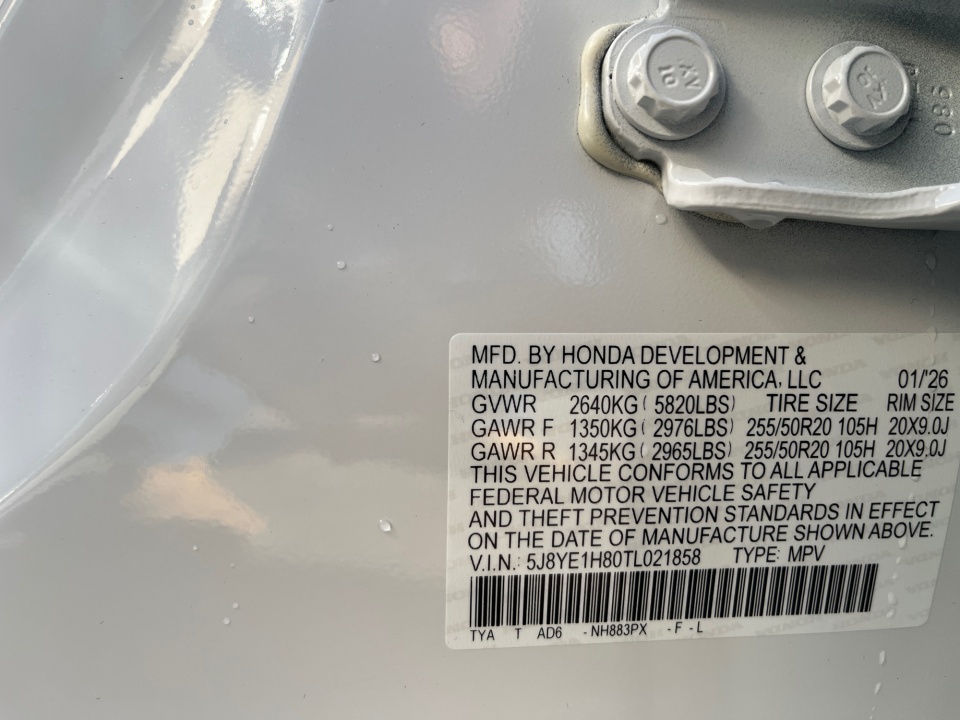 MFD. BY HONDA DEVELOPMENT &
MANUFACTURING OF AMERICA, LLC 01/'26
GVWR 2640KG ( 5820LBS) TIRE SIZE RIM SIZE
GAWR F 1350KG ( 2976LBS) 255/50R20 105H 20X9.0J
GAWR R 1345KG ( 2965LBS) 255/50R20 105H 20X9.0J
THIS VEHICLE CONFORMS TO ALL APPLICABLE
FEDERAL MOTOR VEHICLE SAFETY
AND THEFT PREVENTION STANDARDS IN EFFECT
ON THE DATE OF MANUFACTURE SHOWN ABOVE.
V.I.N.: 5J8YE1H80TL021858 TYPE: MPV
TYA T AD6 - NH883PX - F - L